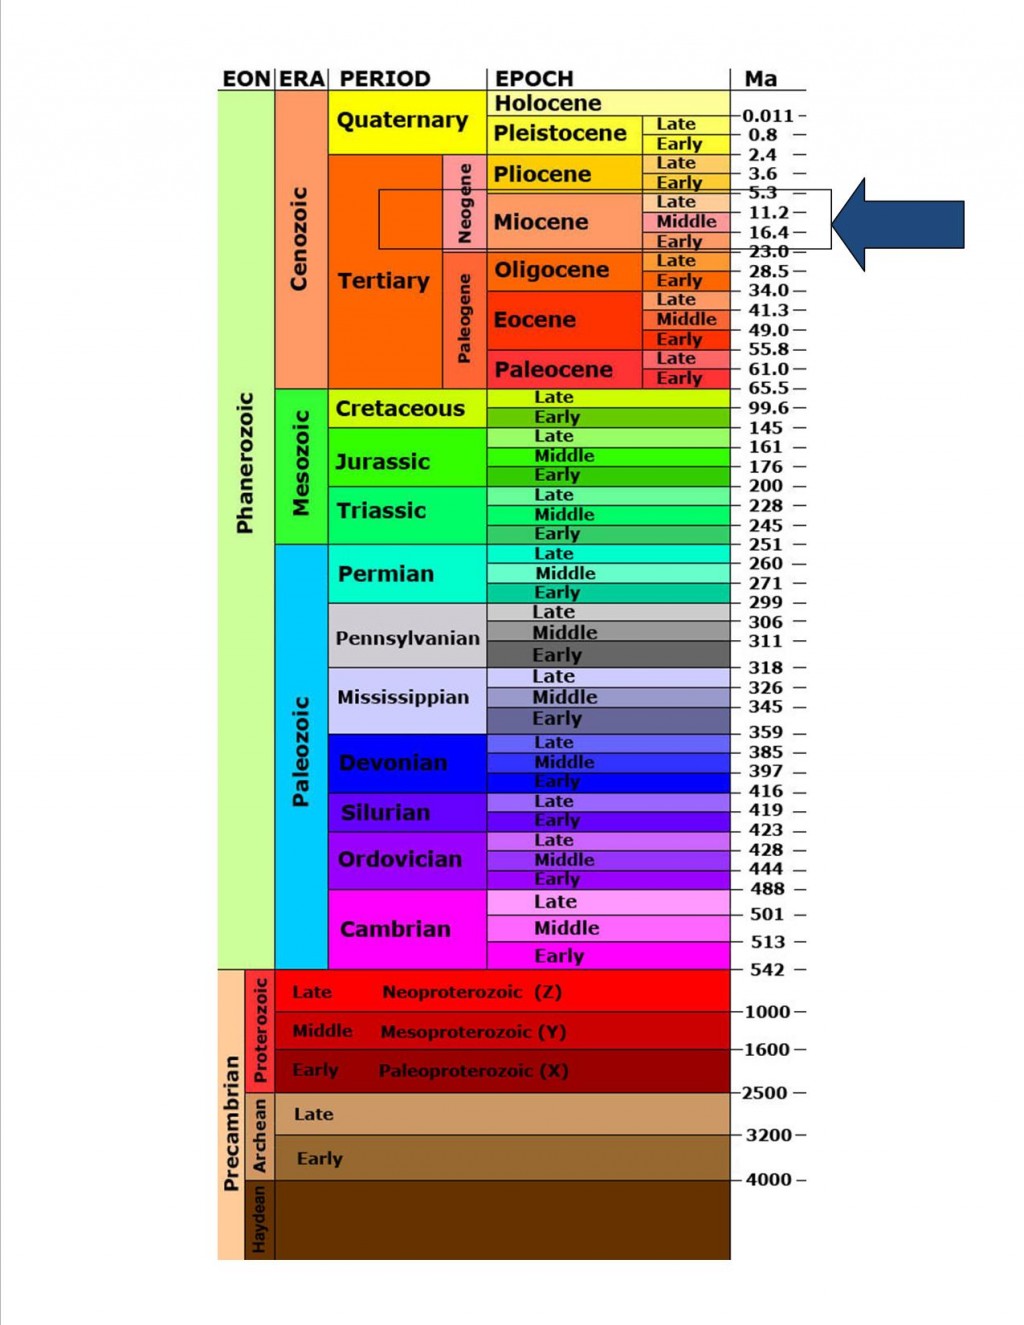 EON ERA PERIOD EPOCH Ma
Holocene
0.011
Quaternary
Pleistocene
Late
0.8
Early
2.4
Late
Pliocene
3.6
Early
5.3
Neogene
Late
11.2
Miocene
Middle
16.4
Early
23.0
Cenozoic
Tertiary
Late
Oligocene
28.5
Early
34.0
Paleogene
Late
41.3
Eocene
Middle
49.0
Early
55.8
Late
Paleocene
61.0
Early
65.5
Phanerozoic
Mesozoic
Cretaceous
Late
99.6
Early
145
Late
161
Jurassic
Middle
176
Early
200
Late
228
Triassic
Middle
245
Early
251
Paleozoic
Late
260
Permian
Middle
271
Early
299
Late
306
Pennsylvanian
Middle
311
Early
318
Late
326
Mississippian
Middle
345
Early
359
Late
385
Devonian
Middle
397
Early
416
Late
419
Silurian
Early
423
Late
428
Ordovician
Middle
444
Early
488
Late
501
Cambrian
Middle
513
Early
542
Precambrian
Proterozoic
Late Neoproterozoic (Z)
1000
Middle Mesoproterozoic (Y)
1600
Early Paleoproterozoic (X)
2500
Archean
Late
3200
Early
4000
Haydean